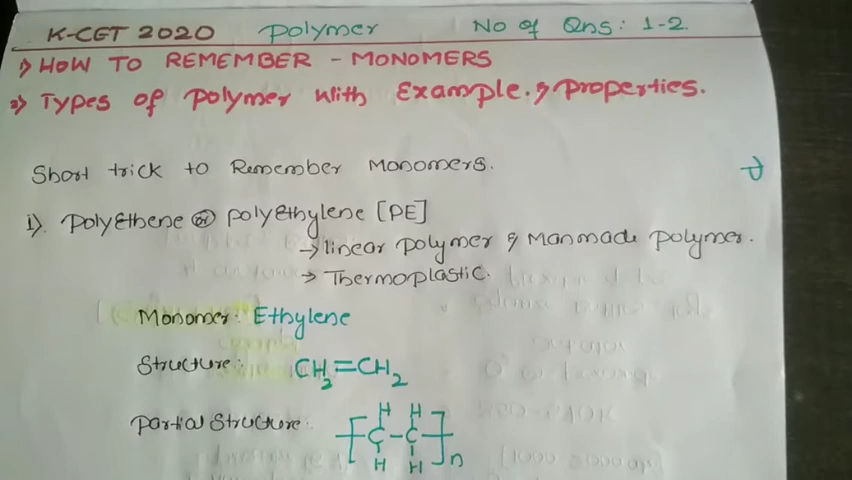 K-CET 2020 Polymer No of Qns: 1-2.
1) HOW TO REMEMBER - MONOMERS
2) Types of Polymer With Example. & Properties.
Short trick to Remember Monomers.
1). PolyEthene or polyEthylene [PE]
→ linear polymer & Manmade polymer.
→ Thermoplastic.
Monomer: Ethylene
Structure: CH2=CH2
Partial Structure:
H H
[-C-C-]n
H H